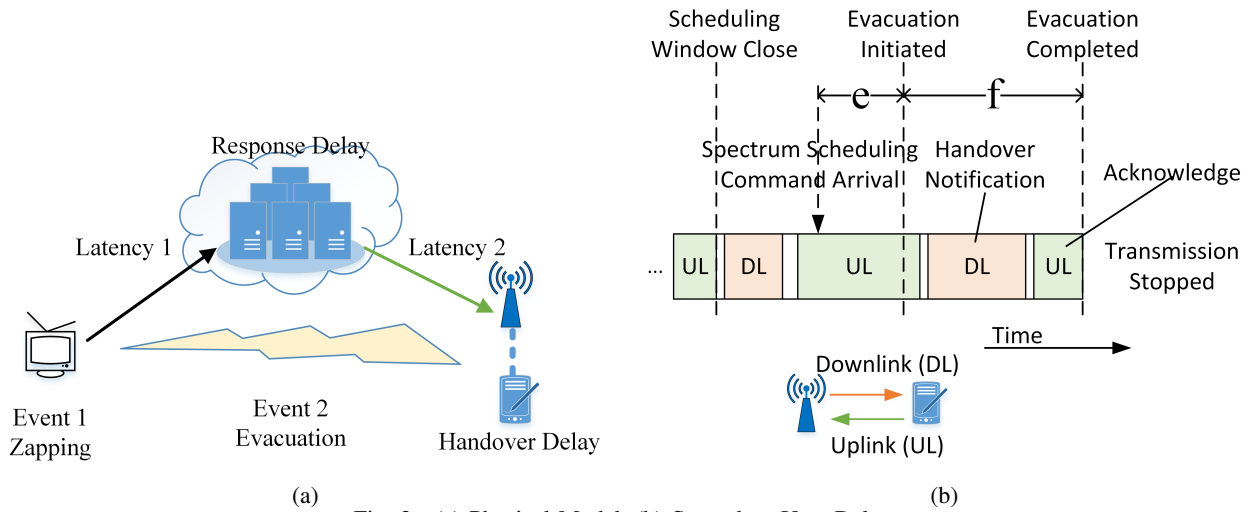 Response Delay
Latency 1
Latency 2
Event 1
Zapping
Event 2
Evacuation
Handover Delay
(a)
Scheduling
Window Close
Evacuation
Initiated
Evacuation
Completed
e
f
Spectrum Scheduling
Command Arrival
Handover
Notification
Acknowledge
...
UL
DL
UL
DL
UL
Transmission
Stopped
Time
Downlink (DL)
Uplink (UL)
(b)